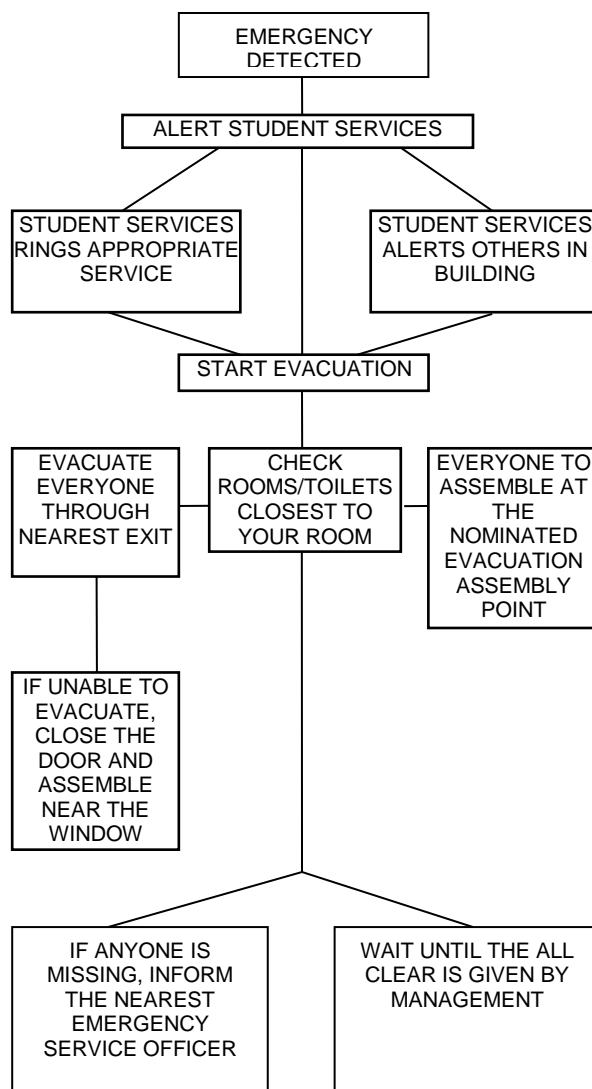 EMERGENCY
DETECTED
ALERT STUDENT SERVICES
STUDENT SERVICES
RINGS APPROPRIATE
SERVICE
STUDENT SERVICES
ALERTS OTHERS IN
BUILDING
START EVACUATION
EVACUATE
EVERYONE
THROUGH
NEAREST EXIT
CHECK
ROOMS/TOILETS
CLOSEST TO
YOUR ROOM
EVERYONE TO
ASSEMBLE AT
THE
NOMINATED
EVACUATION
ASSEMBLY
POINT
IF UNABLE TO
EVACUATE,
CLOSE THE
DOOR AND
ASSEMBLE
NEAR THE
WINDOW
IF ANYONE IS
MISSING, INFORM
THE NEAREST
EMERGENCY
SERVICE OFFICER
WAIT UNTIL THE ALL
CLEAR IS GIVEN BY
MANAGEMENT